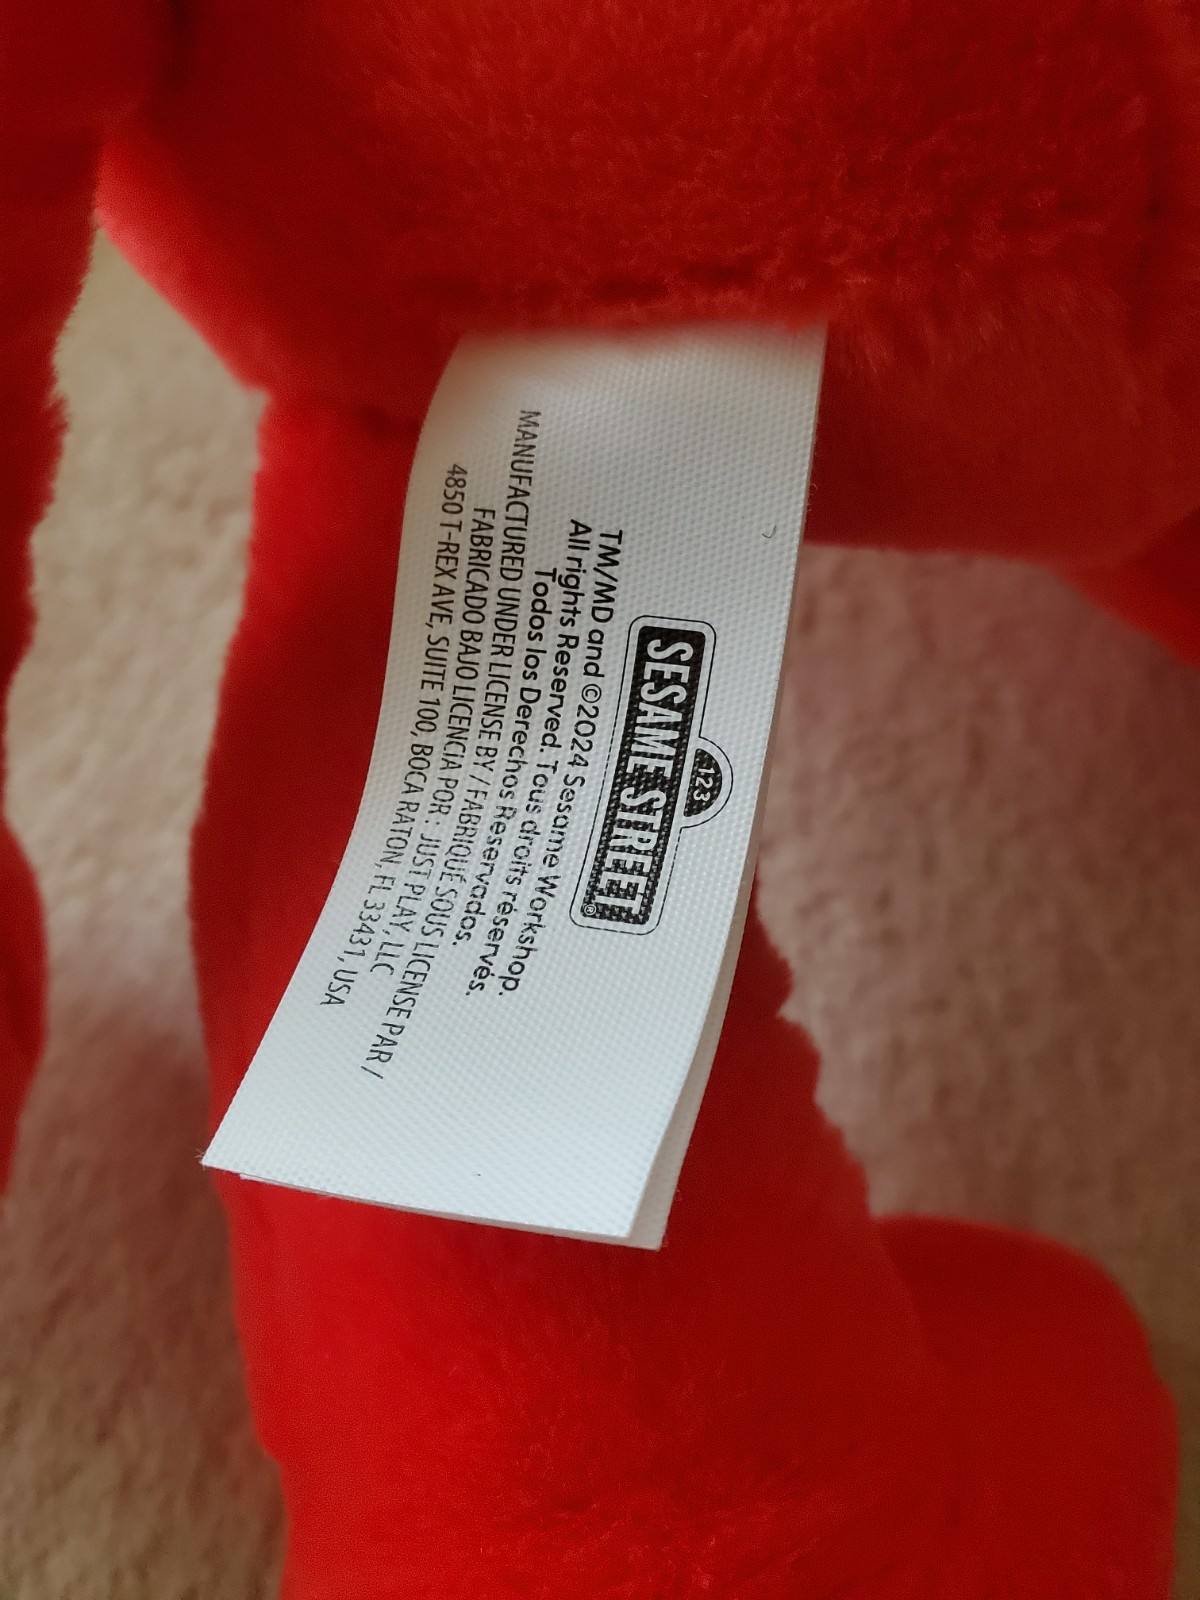 123
SESAME STREET®
TM/MD and ©2024 Sesame Workshop.
All rights Reserved. Tous droits réservés.
Todos los Derechos Reservados.
MANUFACTURED UNDER LICENSE BY / FABRIQUÉ SOUS LICENSE PAR /
FABRICADO BAJO LICENCIA POR : JUST PLAY, LLC
4850 T-REX AVE, SUITE 100, BOCA RATON, FL 33431, USA